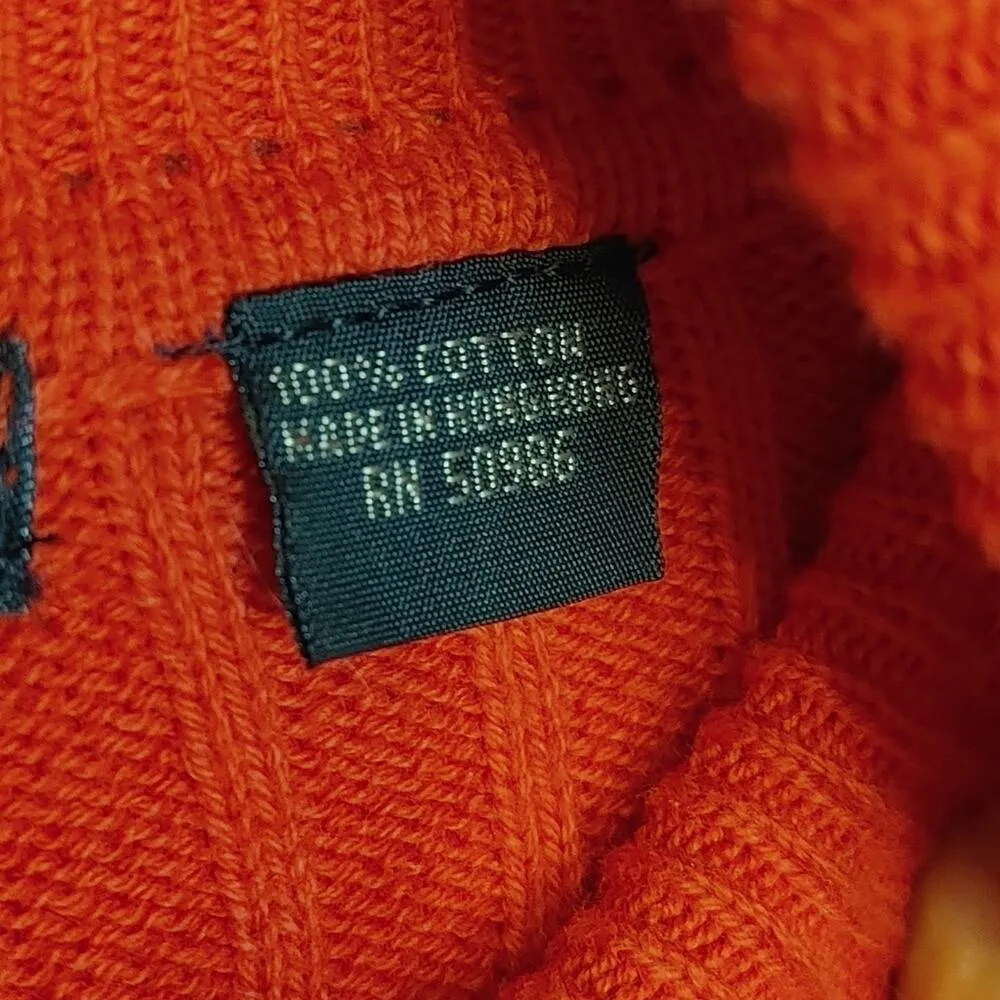 100% COTTON
MADE IN HONG KONG
RN 50986